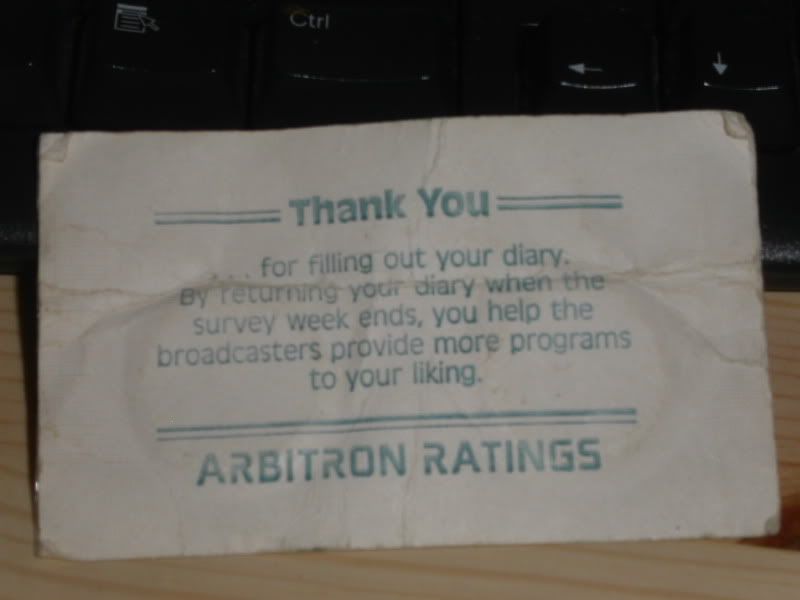 Ctrl
Thank You
... for filling out your diary.
By returning your diary when the
survey week ends, you help the
broadcasters provide more programs
to your liking.
ARBITRON RATINGS